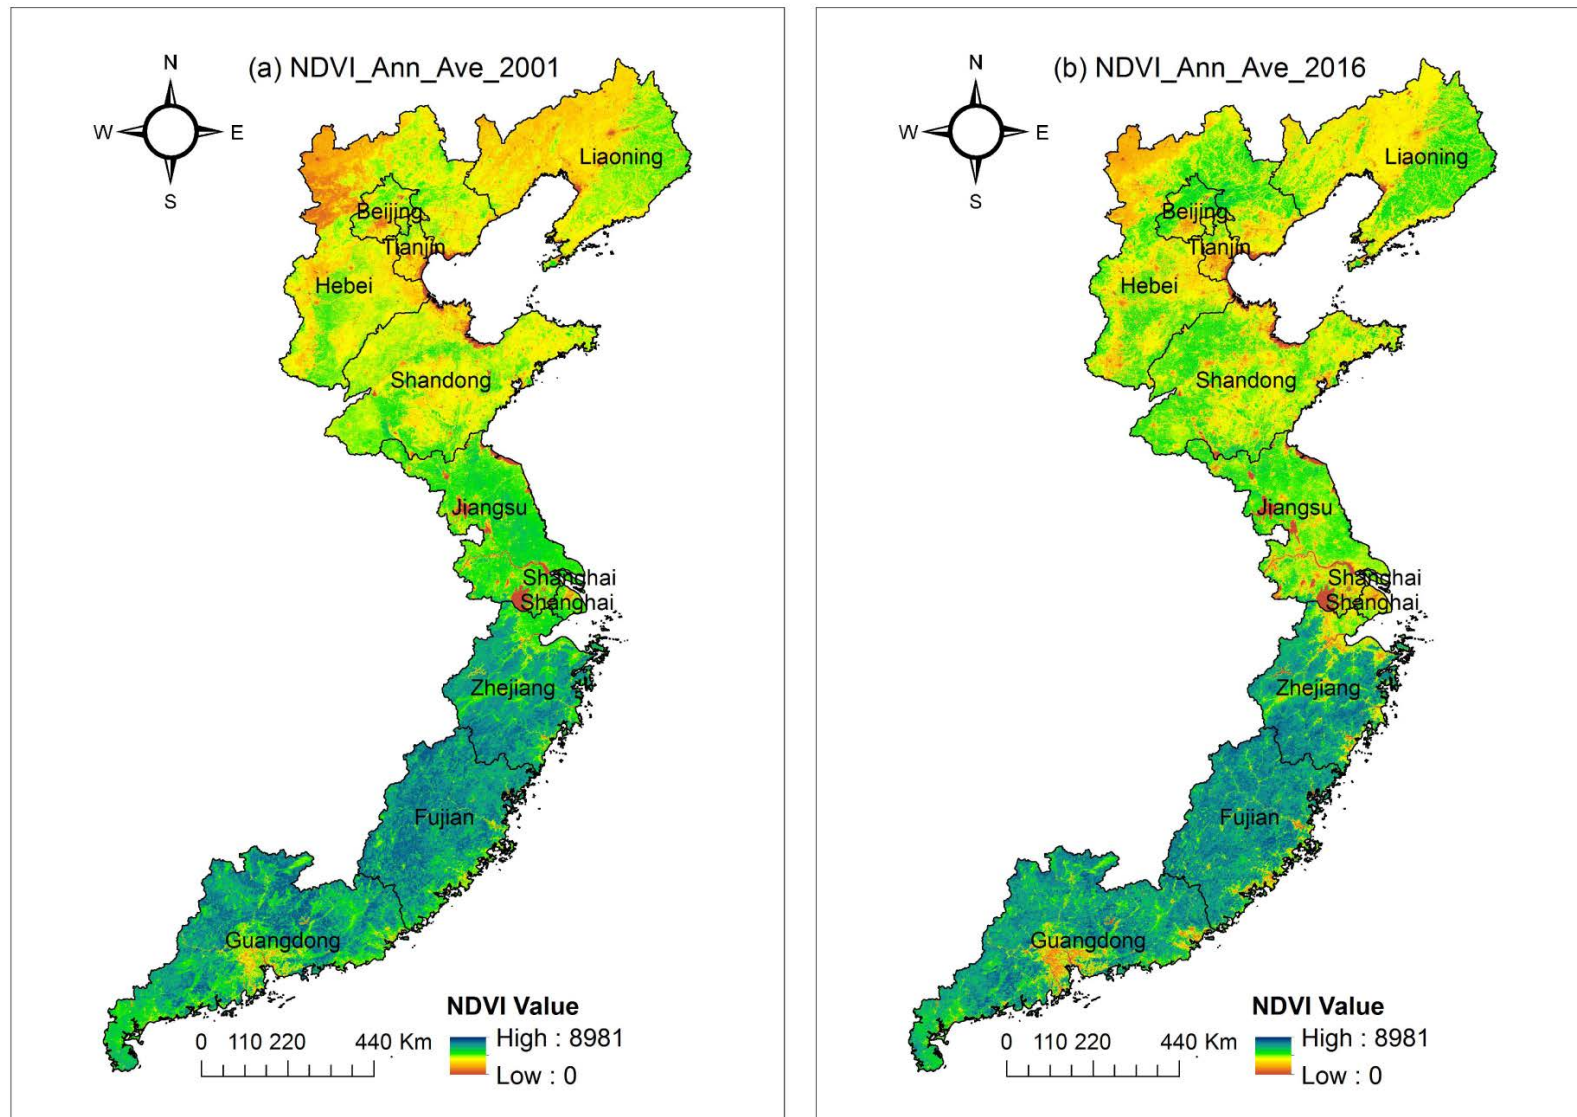 (a) NDVI_Ann_Ave_2001
N
W
E
S
Liaoning
Beijing
Tianjin
Hebei
Shandong
Jiangsu
Shanghai
Shanghai
Zhejiang
Fujian
Guangdong
NDVI Value
High : 8981
Low : 0
0 110 220 440 Km
(b) NDVI_Ann_Ave_2016
N
W
E
S
Liaoning
Beijing
Tianjin
Hebei
Shandong
Jiangsu
Shanghai
Shanghai
Zhejiang
Fujian
Guangdong
NDVI Value
High : 8981
Low : 0
0 110 220 440 Km